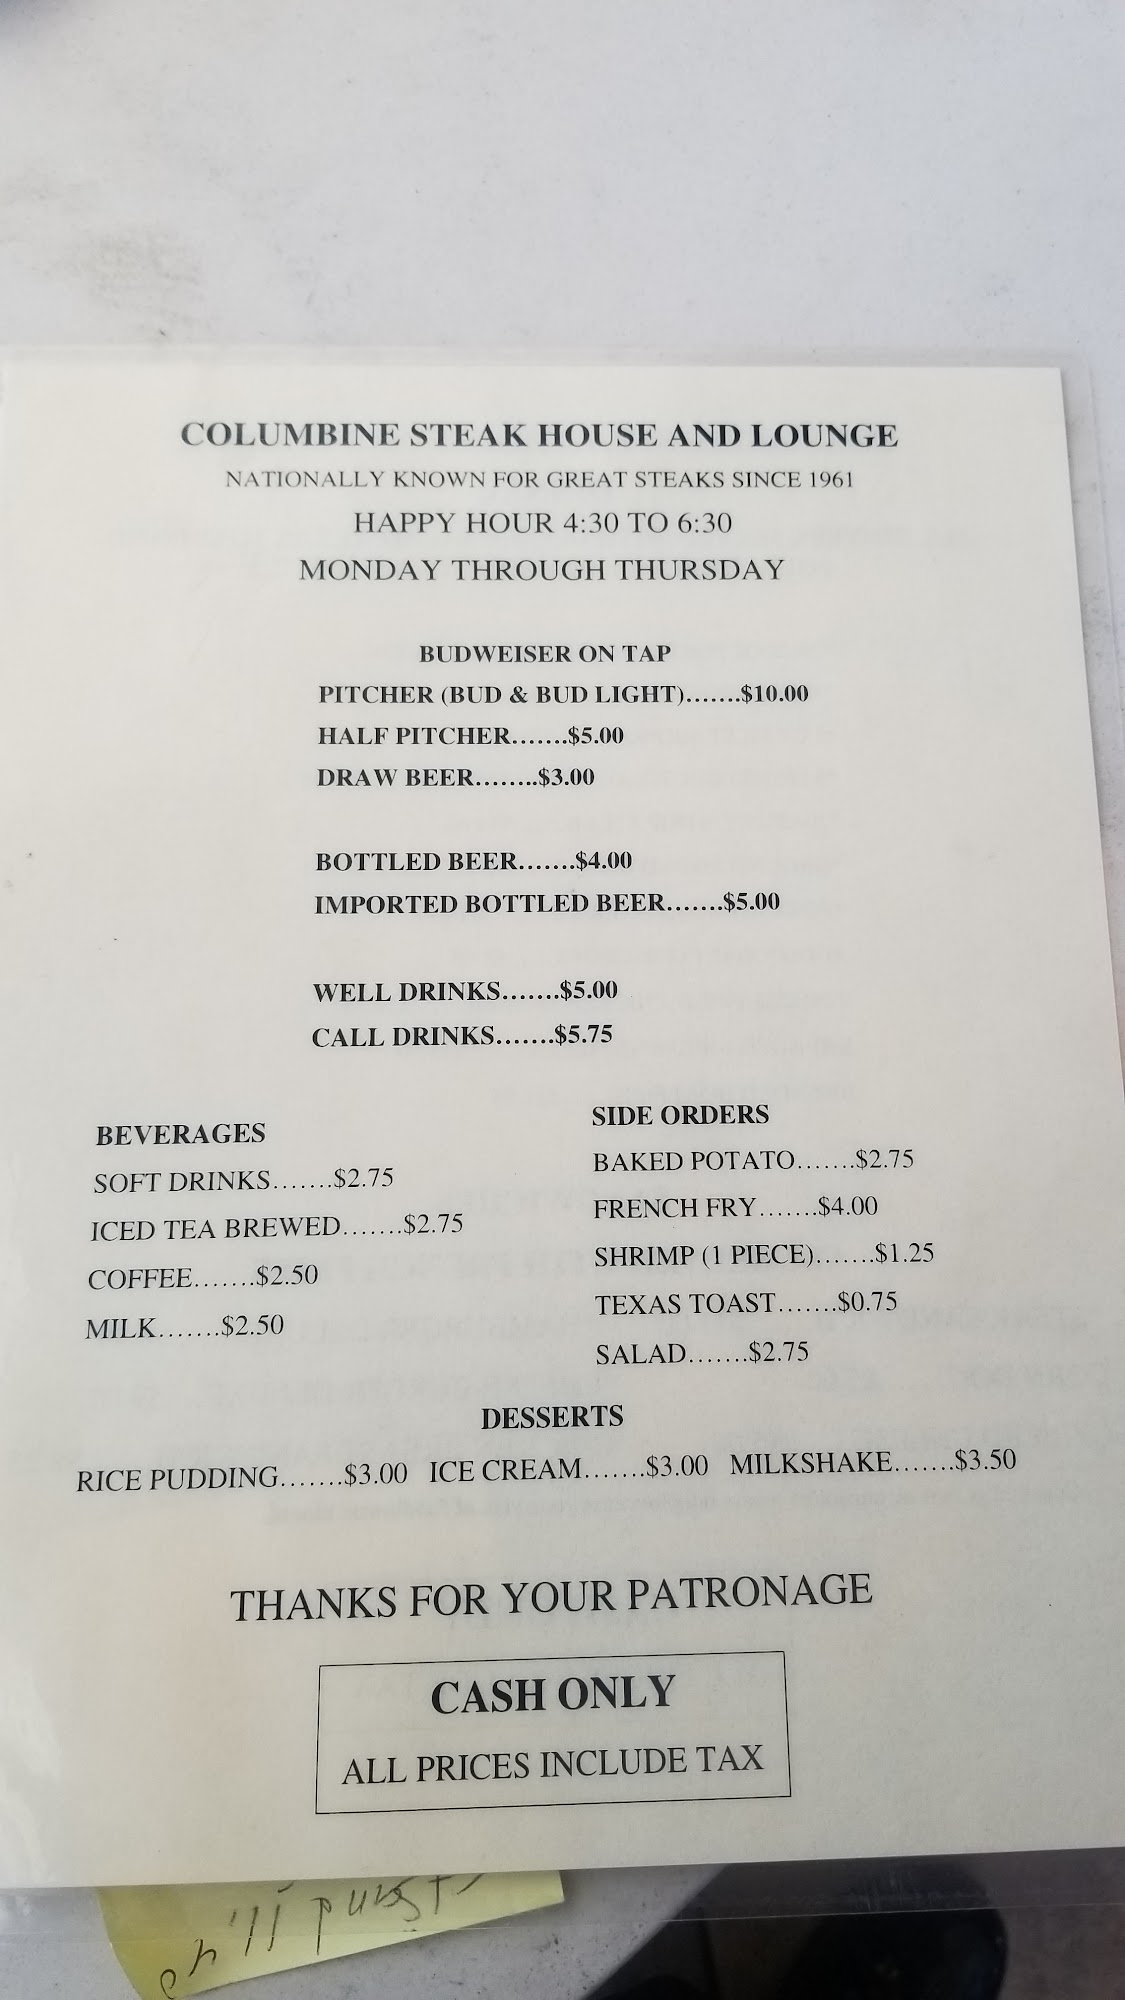 COLUMBINE STEAK HOUSE AND LOUNGE
NATIONALLY KNOWN FOR GREAT STEAKS SINCE 1961
HAPPY HOUR 4:30 TO 6:30
MONDAY THROUGH THURSDAY
BUDWEISER ON TAP
PITCHER (BUD & BUD LIGHT).......$10.00
HALF PITCHER.......$5.00
DRAW BEER........$3.00
BOTTLED BEER.......$4.00
IMPORTED BOTTLED BEER.......$5.00
WELL DRINKS.......$5.00
CALL DRINKS.......$5.75
BEVERAGES
SOFT DRINKS.......$2.75
ICED TEA BREWED.......$2.75
COFFEE.......$2.50
MILK.......$2.50
SIDE ORDERS
BAKED POTATO.......$2.75
FRENCH FRY.......$4.00
SHRIMP (1 PIECE).......$1.25
TEXAS TOAST.......$0.75
SALAD.......$2.75
DESSERTS
RICE PUDDING.......$3.00 ICE CREAM.......$3.00 MILKSHAKE.......$3.50
THANKS FOR YOUR PATRONAGE
CASH ONLY
ALL PRICES INCLUDE TAX